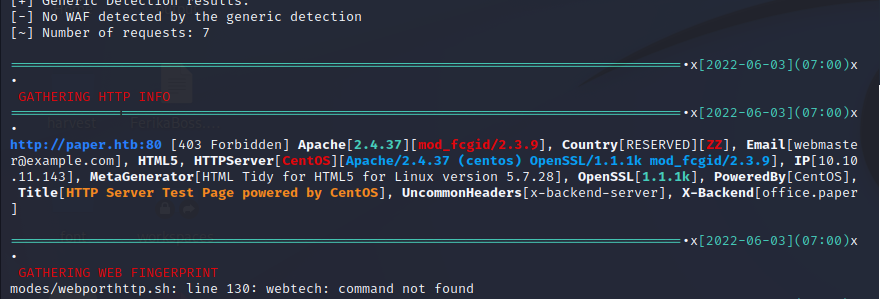 [+] Generic Detection results:
[-] No WAF detected by the generic detection
[~] Number of requests: 7
════════════════════════════════════════•x[2022-06-03](07:00)x
•
GATHERING HTTP INFO
════════════════════════════════════════•x[2022-06-03](07:00)x
•
http://paper.htb:80 [403 Forbidden] Apache[2.4.37][mod_fcgid/2.3.9], Country[RESERVED][ZZ], Email[webmaste
r@example.com], HTML5, HTTPServer[CentOS][Apache/2.4.37 (centos) OpenSSL/1.1.1k mod_fcgid/2.3.9], IP[10.10
.11.143], MetaGenerator[HTML Tidy for HTML5 for Linux version 5.7.28], OpenSSL[1.1.1k], PoweredBy[CentOS],
Title[HTTP Server Test Page powered by CentOS], UncommonHeaders[x-backend-server], X-Backend[office.paper
]
════════════════════════════════════════•x[2022-06-03](07:00)x
•
GATHERING WEB FINGERPRINT
modes/webporthttp.sh: line 130: webtech: command not found